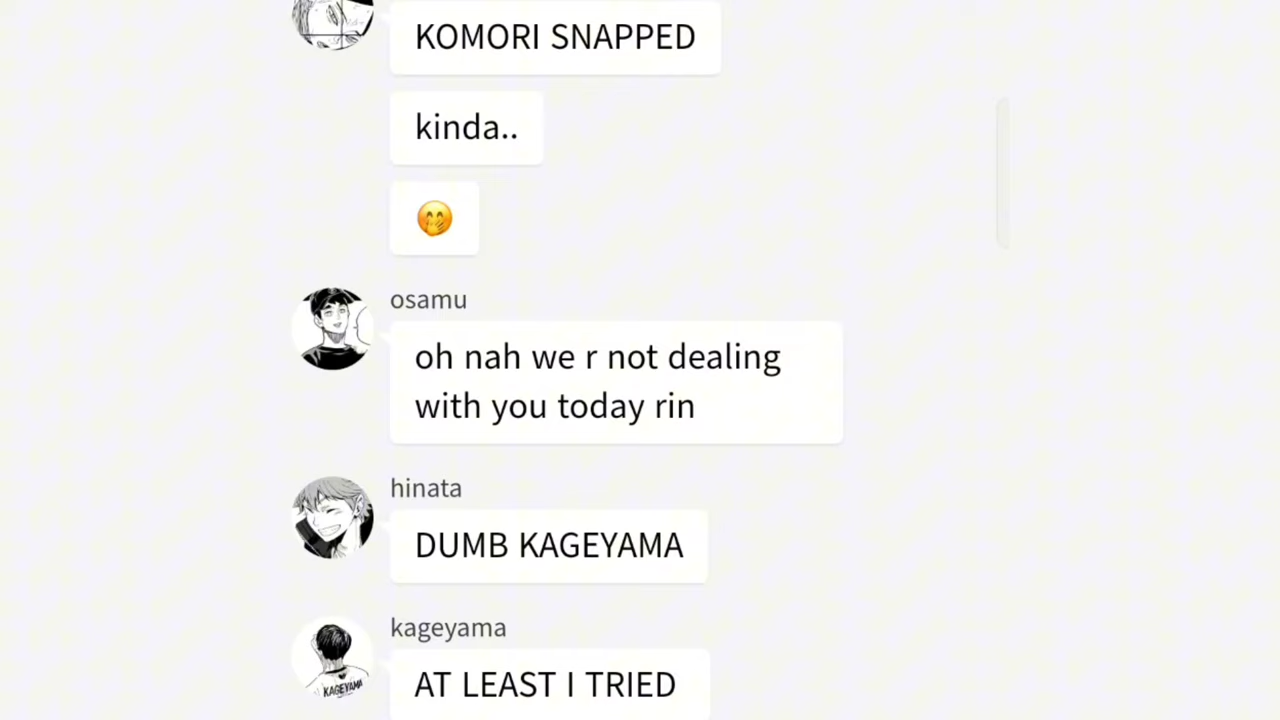 KOMORI SNAPPED
kinda..
🤭
osamu
oh nah we r not dealing
with you today rin
hinata
DUMB KAGEYAMA
kageyama
KAGEYAMA
AT LEAST I TRIED